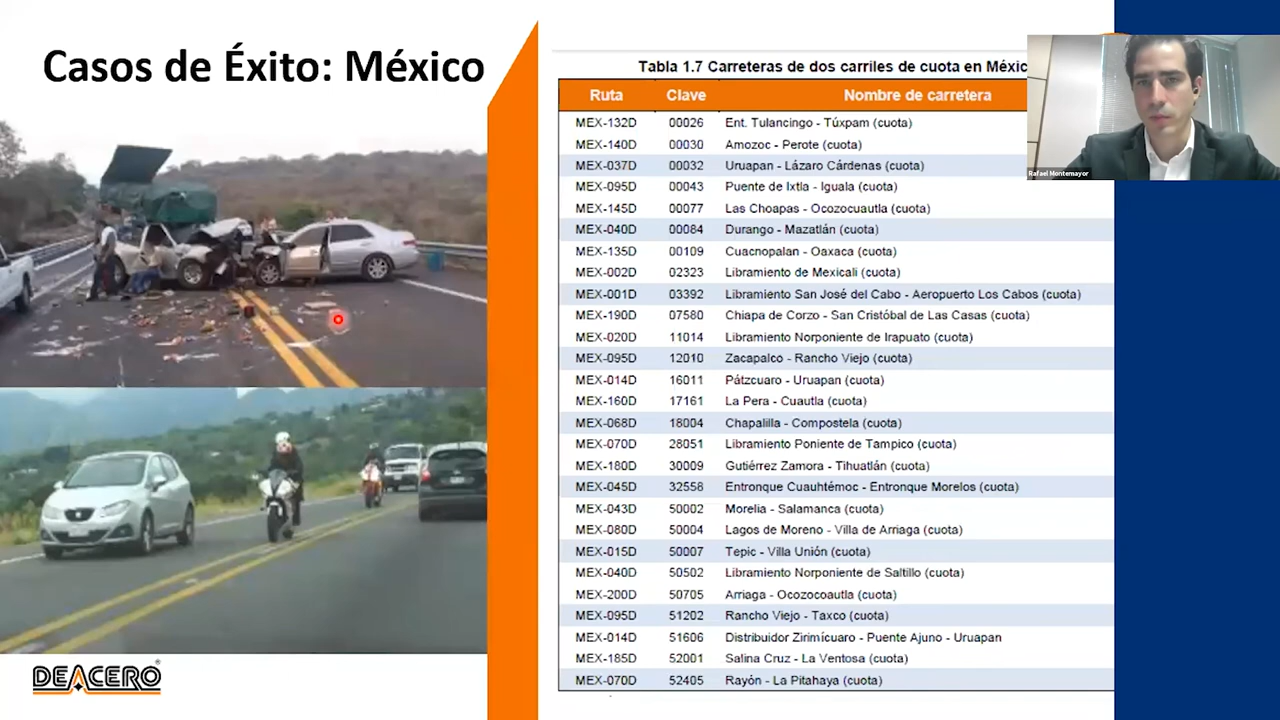 Casos de Éxito: México
Tabla 1.7 Carreteras de dos carriles de cuota en Méxic
Ruta Clave Nombre de carretera
MEX-132D 00026 Ent. Tulancingo - Túxpam (cuota)
MEX-140D 00030 Amozoc - Perote (cuota)
MEX-037D 00032 Uruapan - Lázaro Cárdenas (cuota)
MEX-095D 00043 Puente de Ixtla - Iguala (cuota)
MEX-145D 00077 Las Choapas - Ocozocuautla (cuota)
MEX-040D 00084 Durango - Mazatlán (cuota)
MEX-135D 00109 Cuacnopalan - Oaxaca (cuota)
MEX-002D 02323 Libramiento de Mexicali (cuota)
MEX-001D 03392 Libramiento San José del Cabo - Aeropuerto Los Cabos (cuota)
MEX-190D 07580 Chiapa de Corzo - San Cristóbal de Las Casas (cuota)
MEX-020D 11014 Libramiento Norponiente de Irapuato (cuota)
MEX-095D 12010 Zacapalco - Rancho Viejo (cuota)
MEX-014D 16011 Pátzcuaro - Uruapan (cuota)
MEX-160D 17161 La Pera - Cuautla (cuota)
MEX-068D 18004 Chapalilla - Compostela (cuota)
MEX-070D 28051 Libramiento Poniente de Tampico (cuota)
MEX-180D 30009 Gutiérrez Zamora - Tihuatlán (cuota)
MEX-045D 32558 Entronque Cuauhtémoc - Entronque Morelos (cuota)
MEX-043D 50002 Morelia - Salamanca (cuota)
MEX-080D 50004 Lagos de Moreno - Villa de Arriaga (cuota)
MEX-015D 50007 Tepic - Villa Unión (cuota)
MEX-040D 50502 Libramiento Norponiente de Saltillo (cuota)
MEX-200D 50705 Arriaga - Ocozocoautla (cuota)
MEX-095D 51202 Rancho Viejo - Taxco (cuota)
MEX-014D 51606 Distribuidor Zirimícuaro - Puente Ajuno - Uruapan
MEX-185D 52001 Salina Cruz - La Ventosa (cuota)
MEX-070D 52405 Rayón - La Pitahaya (cuota)
Rafael Montemayor
DEACERO®